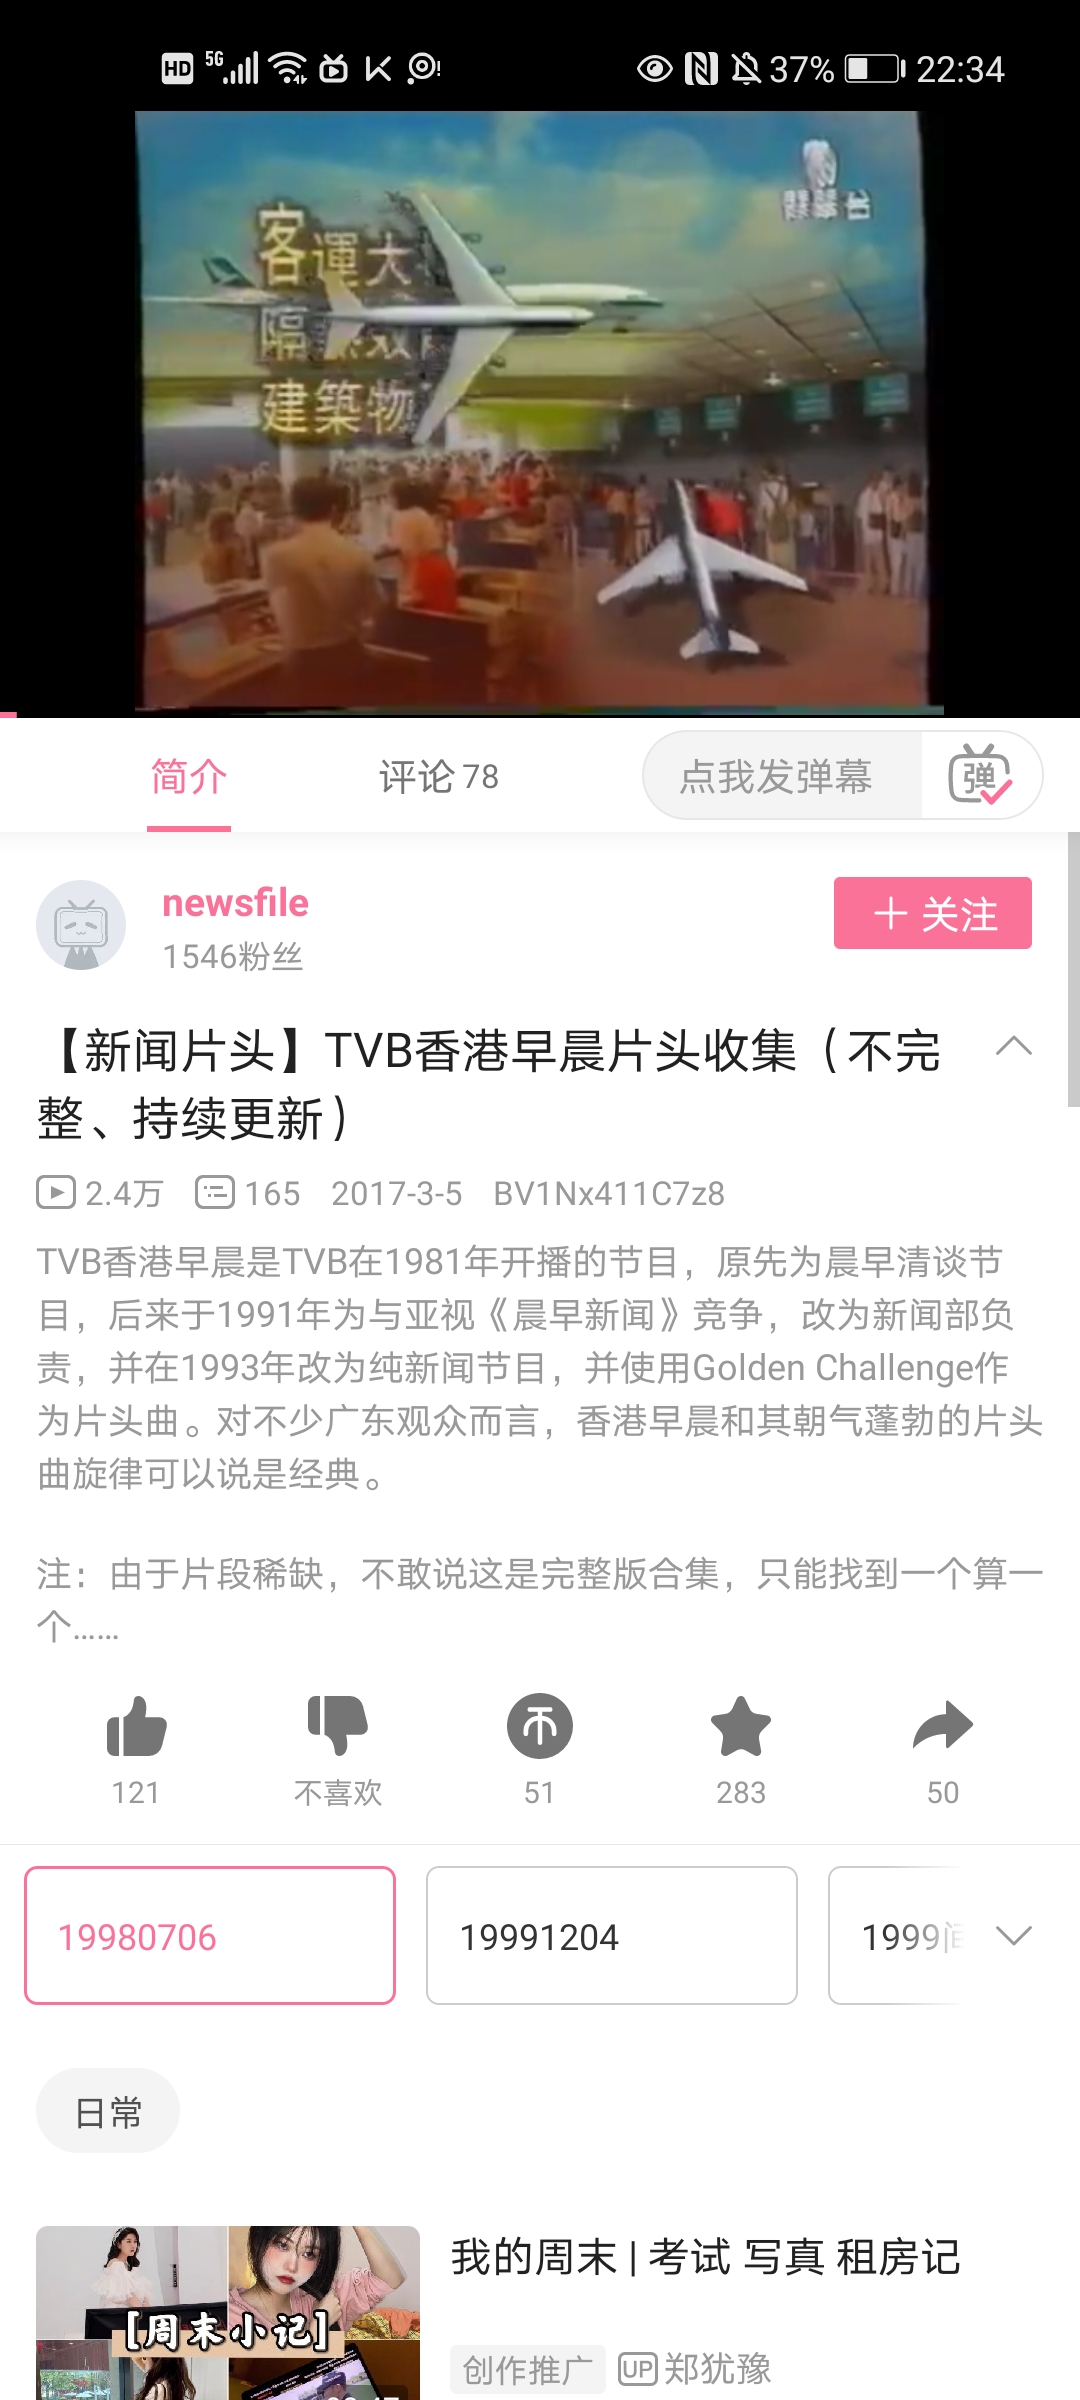 HD 5G 37% 22:34
客運大
建築物
简介 评论 78 点我发弹幕 弹
newsfile
1546粉丝
+ 关注
【新闻片头】TVB香港早晨片头收集（不完
整、持续更新）
2.4万 165 2017-3-5 BV1Nx411C7z8
TVB香港早晨是TVB在1981年开播的节目，原先为晨早清谈节
目，后来于1991年为与亚视《晨早新闻》竞争，改为新闻部负
责，并在1993年改为纯新闻节目，并使用Golden Challenge作
为片头曲。对不少广东观众而言，香港早晨和其朝气蓬勃的片头
曲旋律可以说是经典。
注：由于片段稀缺，不敢说这是完整版合集，只能找到一个算一
个……
121 不喜欢 51 283 50
19980706 19991204 1999
日常
我的周末 | 考试 写真 租房记
[周末小记]
创作推广 UP 郑犹豫